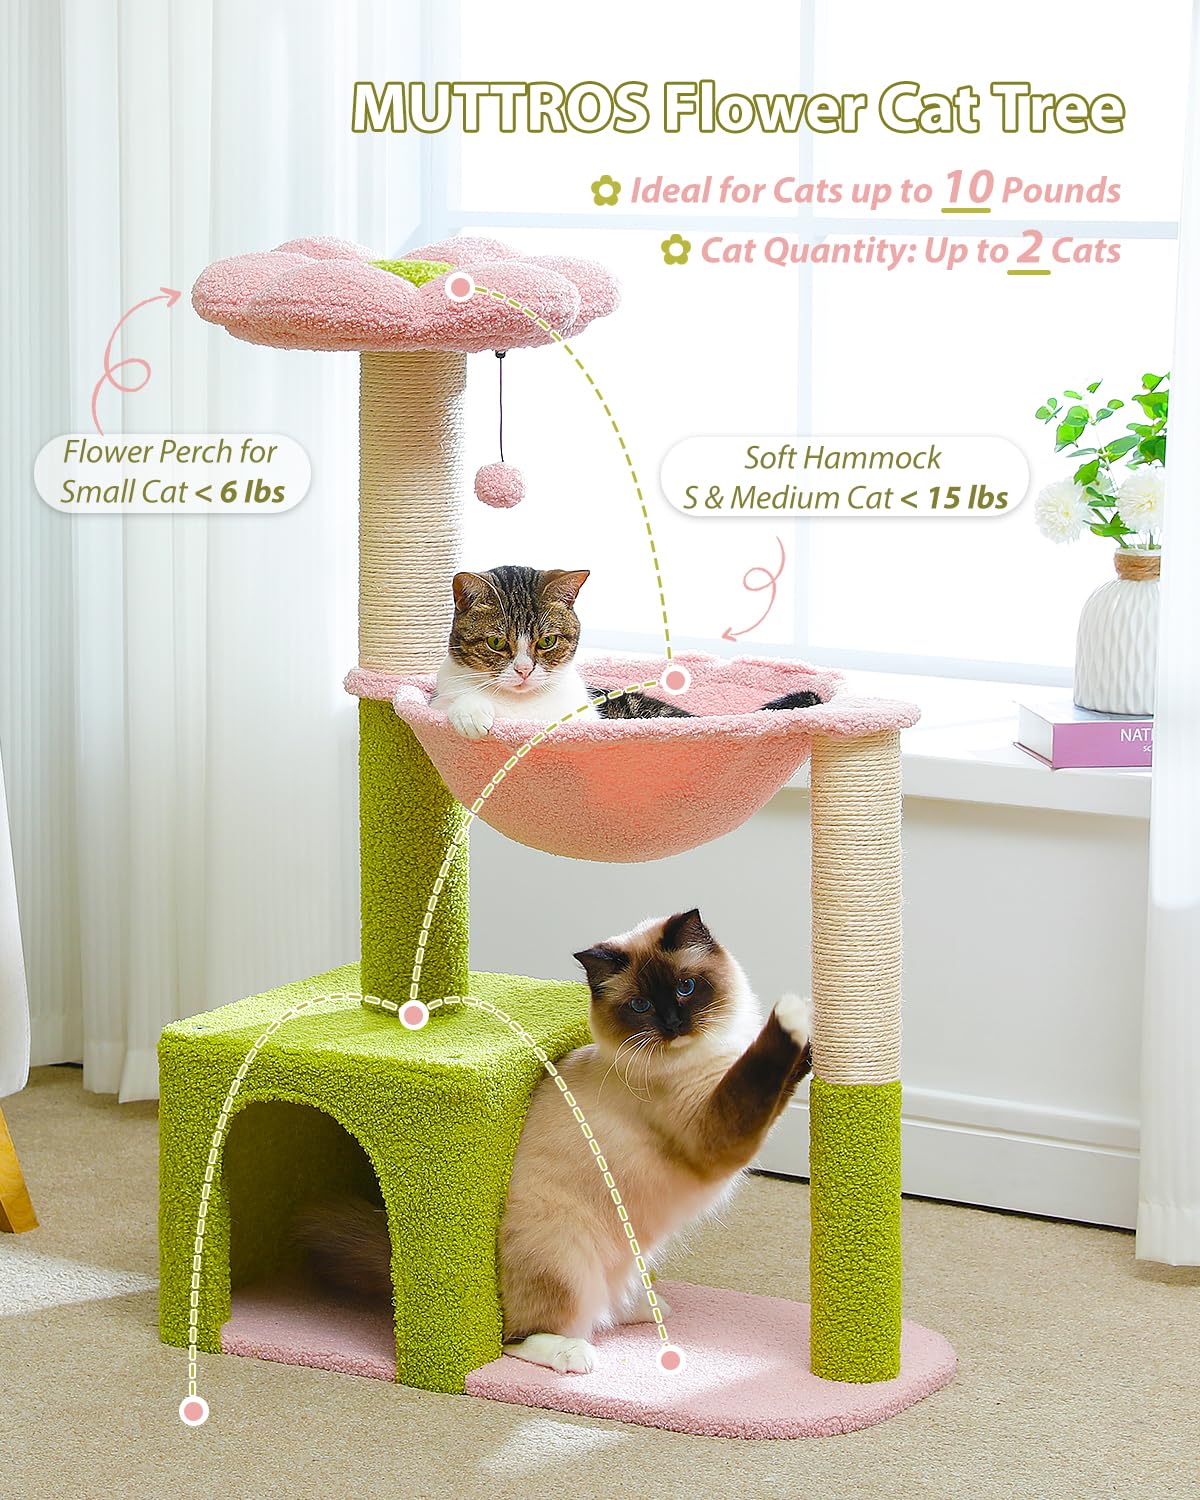 MUTTROS Flower Cat Tree
Ideal for Cats up to 10 Pounds
Cat Quantity: Up to 2 Cats
Flower Perch for
Small Cat < 6 lbs
Soft Hammock
S & Medium Cat < 15 lbs